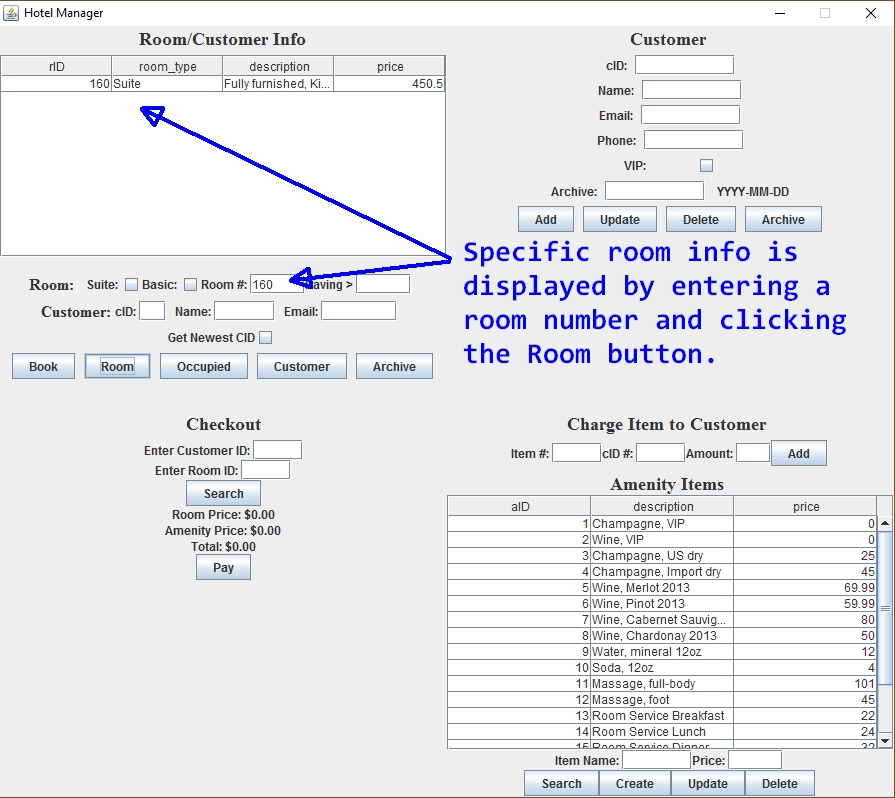 Hotel Manager
Room/Customer Info
rID room_type description price
160 Suite Fully furnished, Ki... 450.5
Room: Suite: Basic: Room #: 160 aving >
Customer: cID: Name: Email:
Get Newest CID
Book Room Occupied Customer Archive
Customer
cID:
Name:
Email:
Phone:
VIP:
Archive: YYYY-MM-DD
Add Update Delete Archive
Specific room info is
displayed by entering a
room number and clicking
the Room button.
Checkout
Enter Customer ID:
Enter Room ID:
Search
Room Price: $0.00
Amenity Price: $0.00
Total: $0.00
Pay
Charge Item to Customer
Item #: cID #: Amount: Add
Amenity Items
aID description price
1 Champagne, VIP 0
2 Wine, VIP 0
3 Champagne, US dry 25
4 Champagne, Import dry 45
5 Wine, Merlot 2013 69.99
6 Wine, Pinot 2013 59.99
7 Wine, Cabernet Sauvig... 80
8 Wine, Chardonay 2013 50
9 Water, mineral 12oz 12
10 Soda, 12oz 4
11 Massage, full-body 101
12 Massage, foot 45
13 Room Service Breakfast 22
14 Room Service Lunch 24
15 Room Service Dinner 32
Item Name: Price:
Search Create Update Delete